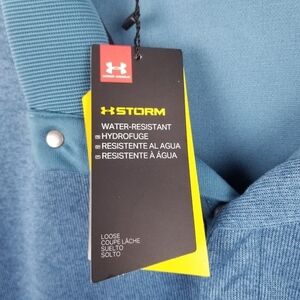 UNDER ARMOUR
STORM
WATER-RESISTANT
HYDROFUGE
RESISTENTE AL AGUA
RESISTENTE À ÁGUA
LOOSE
COUPE LÂCHE
SUELTO
SOLTO